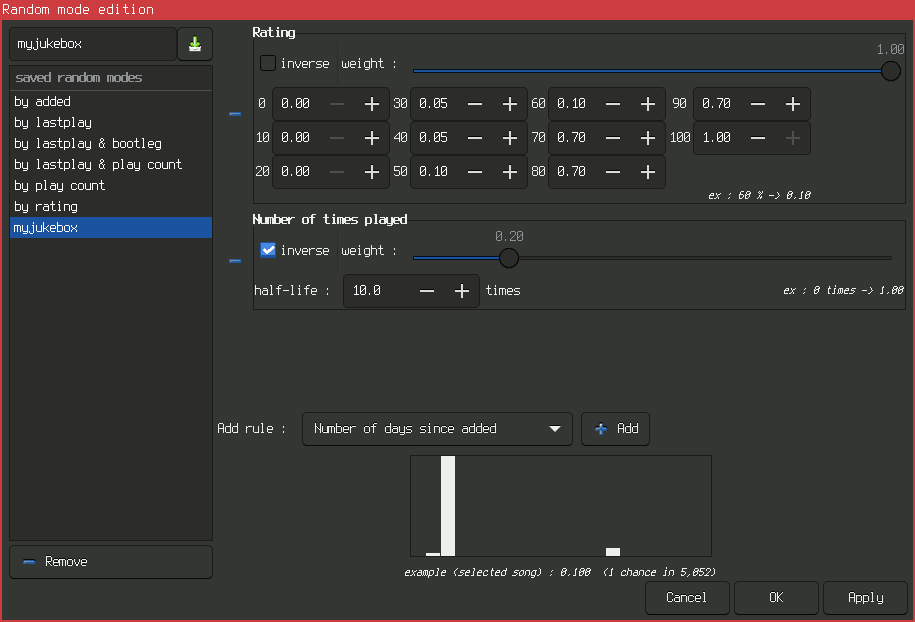 Random mode edition
myjukebox
saved random modes
by added
by lastplay
by lastplay & bootleg
by lastplay & play count
by play count
by rating
myjukebox
Remove
Rating
inverse weight : 1.00
0 0.00 30 0.05 60 0.10 90 0.70
10 0.00 40 0.05 70 0.70 100 1.00
20 0.00 50 0.10 80 0.70
ex : 60 % -> 0.10
Number of times played
inverse weight : 0.20
half-life : 10.0 times
ex : 0 times -> 1.00
Add rule : Number of days since added Add
example (selected song) : 0.100 (1 chance in 5,052)
Cancel OK Apply